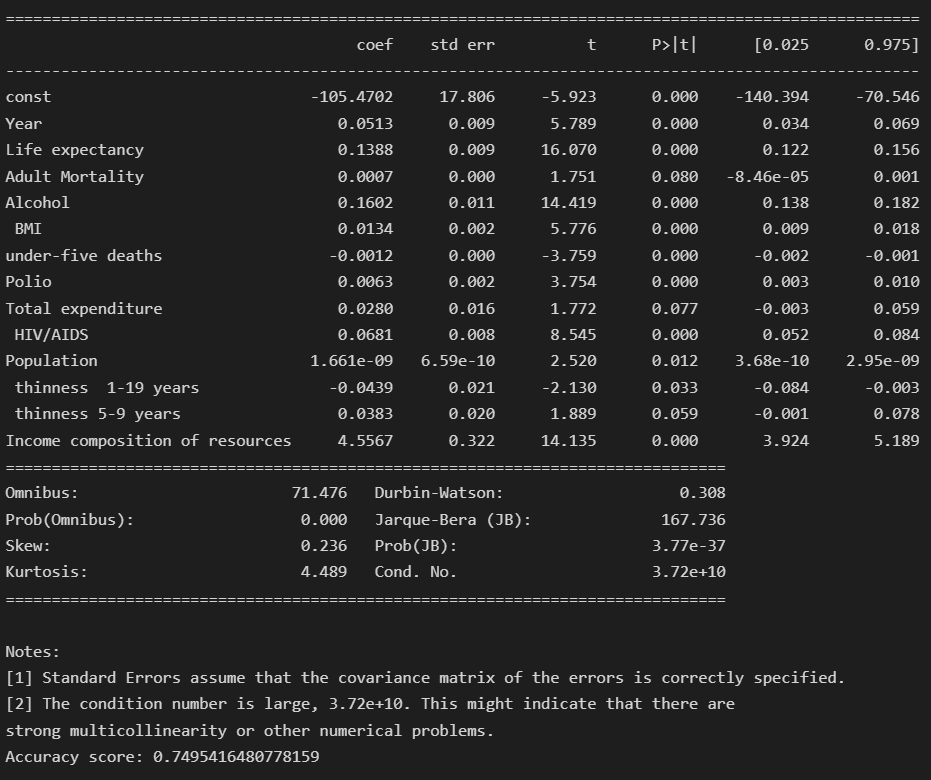 ====================================================================================================
coef std err t P>|t| [0.025 0.975]
----------------------------------------------------------------------------------------------------
const -105.4702 17.806 -5.923 0.000 -140.394 -70.546
Year 0.0513 0.009 5.789 0.000 0.034 0.069
Life expectancy 0.1388 0.009 16.070 0.000 0.122 0.156
Adult Mortality 0.0007 0.000 1.751 0.080 -8.46e-05 0.001
Alcohol 0.1602 0.011 14.419 0.000 0.138 0.182
BMI 0.0134 0.002 5.776 0.000 0.009 0.018
under-five deaths -0.0012 0.000 -3.759 0.000 -0.002 -0.001
Polio 0.0063 0.002 3.754 0.000 0.003 0.010
Total expenditure 0.0280 0.016 1.772 0.077 -0.003 0.059
HIV/AIDS 0.0681 0.008 8.545 0.000 0.052 0.084
Population 1.661e-09 6.59e-10 2.520 0.012 3.68e-10 2.95e-09
thinness  1-19 years -0.0439 0.021 -2.130 0.033 -0.084 -0.003
thinness 5-9 years 0.0383 0.020 1.889 0.059 -0.001 0.078
Income composition of resources 4.5567 0.322 14.135 0.000 3.924 5.189
==============================================================================
Omnibus: 71.476 Durbin-Watson: 0.308
Prob(Omnibus): 0.000 Jarque-Bera (JB): 167.736
Skew: 0.236 Prob(JB): 3.77e-37
Kurtosis: 4.489 Cond. No. 3.72e+10
==============================================================================
Notes:
[1] Standard Errors assume that the covariance matrix of the errors is correctly specified.
[2] The condition number is large, 3.72e+10. This might indicate that there are
strong multicollinearity or other numerical problems.
Accuracy score: 0.7495416480778159